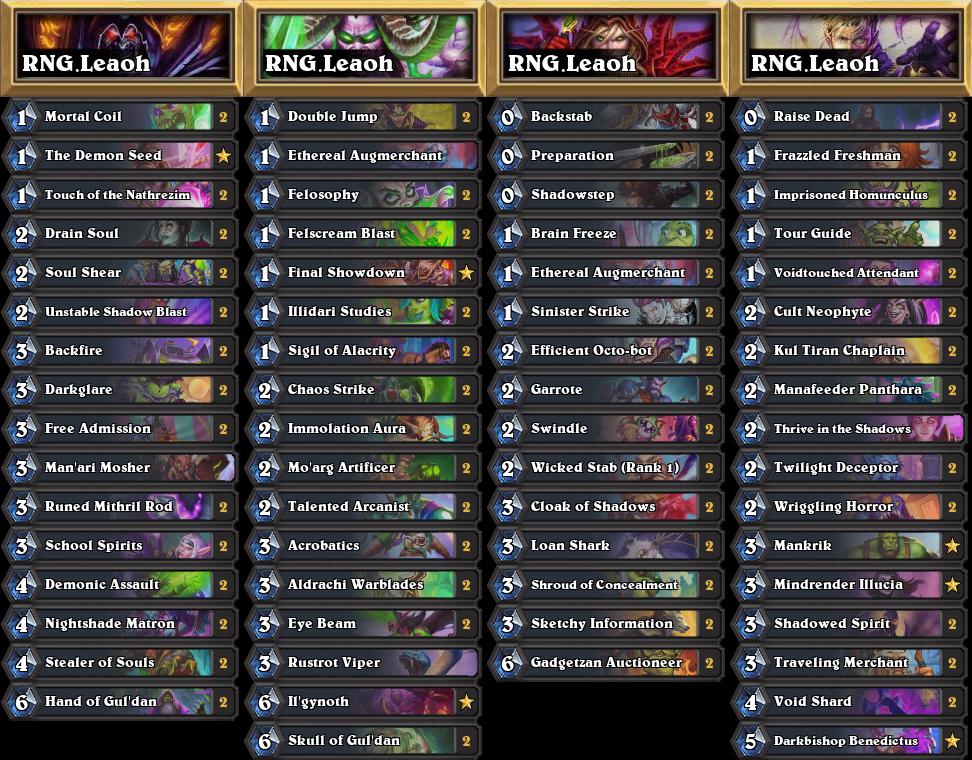 RNG.Leaoh
1 Mortal Coil 2
1 The Demon Seed
1 Touch of the Nathrezim 2
2 Drain Soul 2
2 Soul Shear 2
2 Unstable Shadow Blast 2
3 Backfire 2
3 Darkglare 2
3 Free Admission 2
3 Man'ari Mosher
3 Runed Mithril Rod 2
3 School Spirits 2
4 Demonic Assault 2
4 Nightshade Matron 2
4 Stealer of Souls 2
6 Hand of Gul'dan 2
RNG.Leaoh
1 Double Jump 2
1 Ethereal Augmerchant
1 Felosophy 2
1 Felscream Blast 2
1 Final Showdown
1 Illidari Studies 2
1 Sigil of Alacrity 2
2 Chaos Strike 2
2 Immolation Aura 2
2 Mo'arg Artificer 2
2 Talented Arcanist 2
3 Acrobatics 2
3 Aldrachi Warblades 2
3 Eye Beam 2
3 Rustrot Viper
6 Il'gynoth
6 Skull of Gul'dan 2
RNG.Leaoh
0 Backstab 2
0 Preparation 2
0 Shadowstep 2
1 Brain Freeze 2
1 Ethereal Augmerchant 2
1 Sinister Strike 2
2 Efficient Octo-bot 2
2 Garrote 2
2 Swindle 2
2 Wicked Stab (Rank 1) 2
3 Cloak of Shadows 2
3 Loan Shark 2
3 Shroud of Concealment 2
3 Sketchy Information 2
6 Gadgetzan Auctioneer 2
RNG.Leaoh
0 Raise Dead 2
1 Frazzled Freshman 2
1 Imprisoned Homunculus 2
1 Tour Guide 2
1 Voidtouched Attendant 2
2 Cult Neophyte 2
2 Kul Tiran Chaplain 2
2 Manafeeder Panthara 2
2 Thrive in the Shadows
2 Twilight Deceptor 2
2 Wriggling Horror 2
3 Mankrik
3 Mindrender Illucia
3 Shadowed Spirit 2
3 Traveling Merchant 2
4 Void Shard 2
5 Darkbishop Benedictus